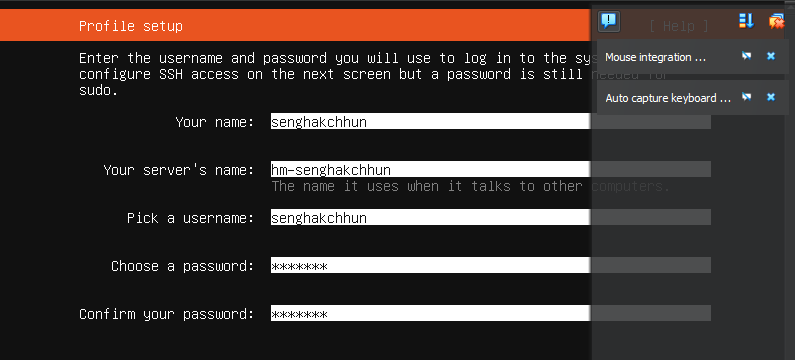 Profile setup
[ Help ]
Enter the username and password you will use to log in to the sys
configure SSH access on the next screen but a password is still needed for
sudo.
Your name: senghakchhun
Your server's name: hm-senghakchhun
The name it uses when it talks to other computers.
Pick a username: senghakchhun
Choose a password: *******
Confirm your password: *******
Mouse integration ...
Auto capture keyboard ...